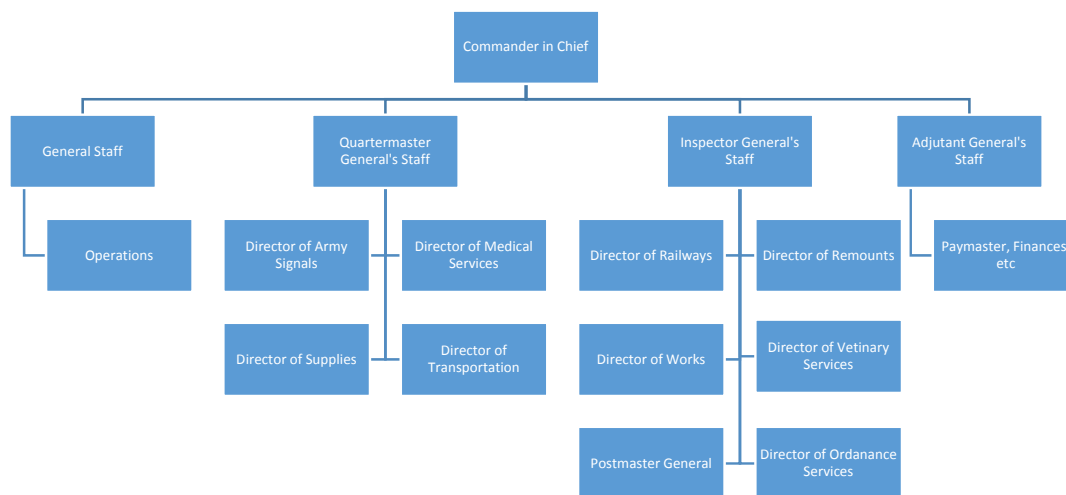 Commander in Chief
General Staff
Quartermaster
General's Staff
Inspector General's
Staff
Adjutant General's
Staff
Operations
Director of Army
Signals
Director of Medical
Services
Director of Railways
Director of Remounts
Paymaster, Finances
etc
Director of Supplies
Director of
Transportation
Director of Works
Director of Vetinary
Services
Postmaster General
Director of Ordanance
Services